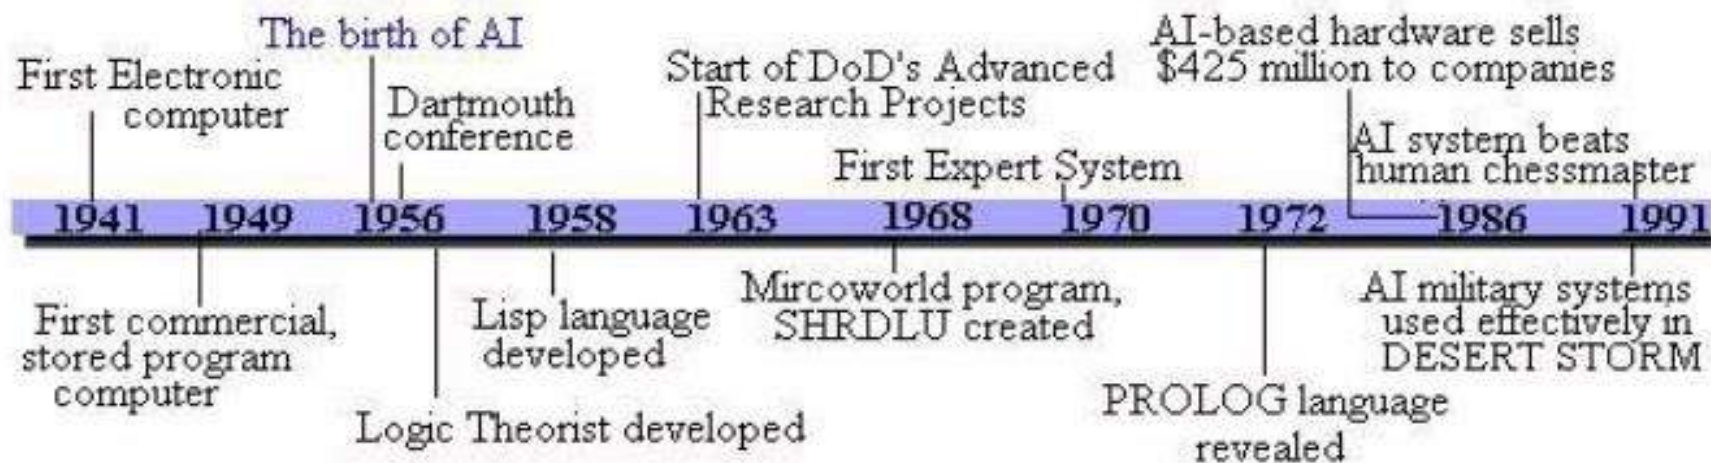 The birth of AI
First Electronic
computer
Dartmouth
conference
Start of DoD's Advanced
Research Projects
First Expert System
AI-based hardware sells
$425 million to companies
AI system beats
human chessmaster
1941 1949 1956 1958 1963 1968 1970 1972 1986 1991
First commercial,
stored program
computer
Logic Theorist developed
Lisp language
developed
Mircoworld program,
SHRDLU created
PROLOG language
revealed
AI military systems
used effectively in
DESERT STORM